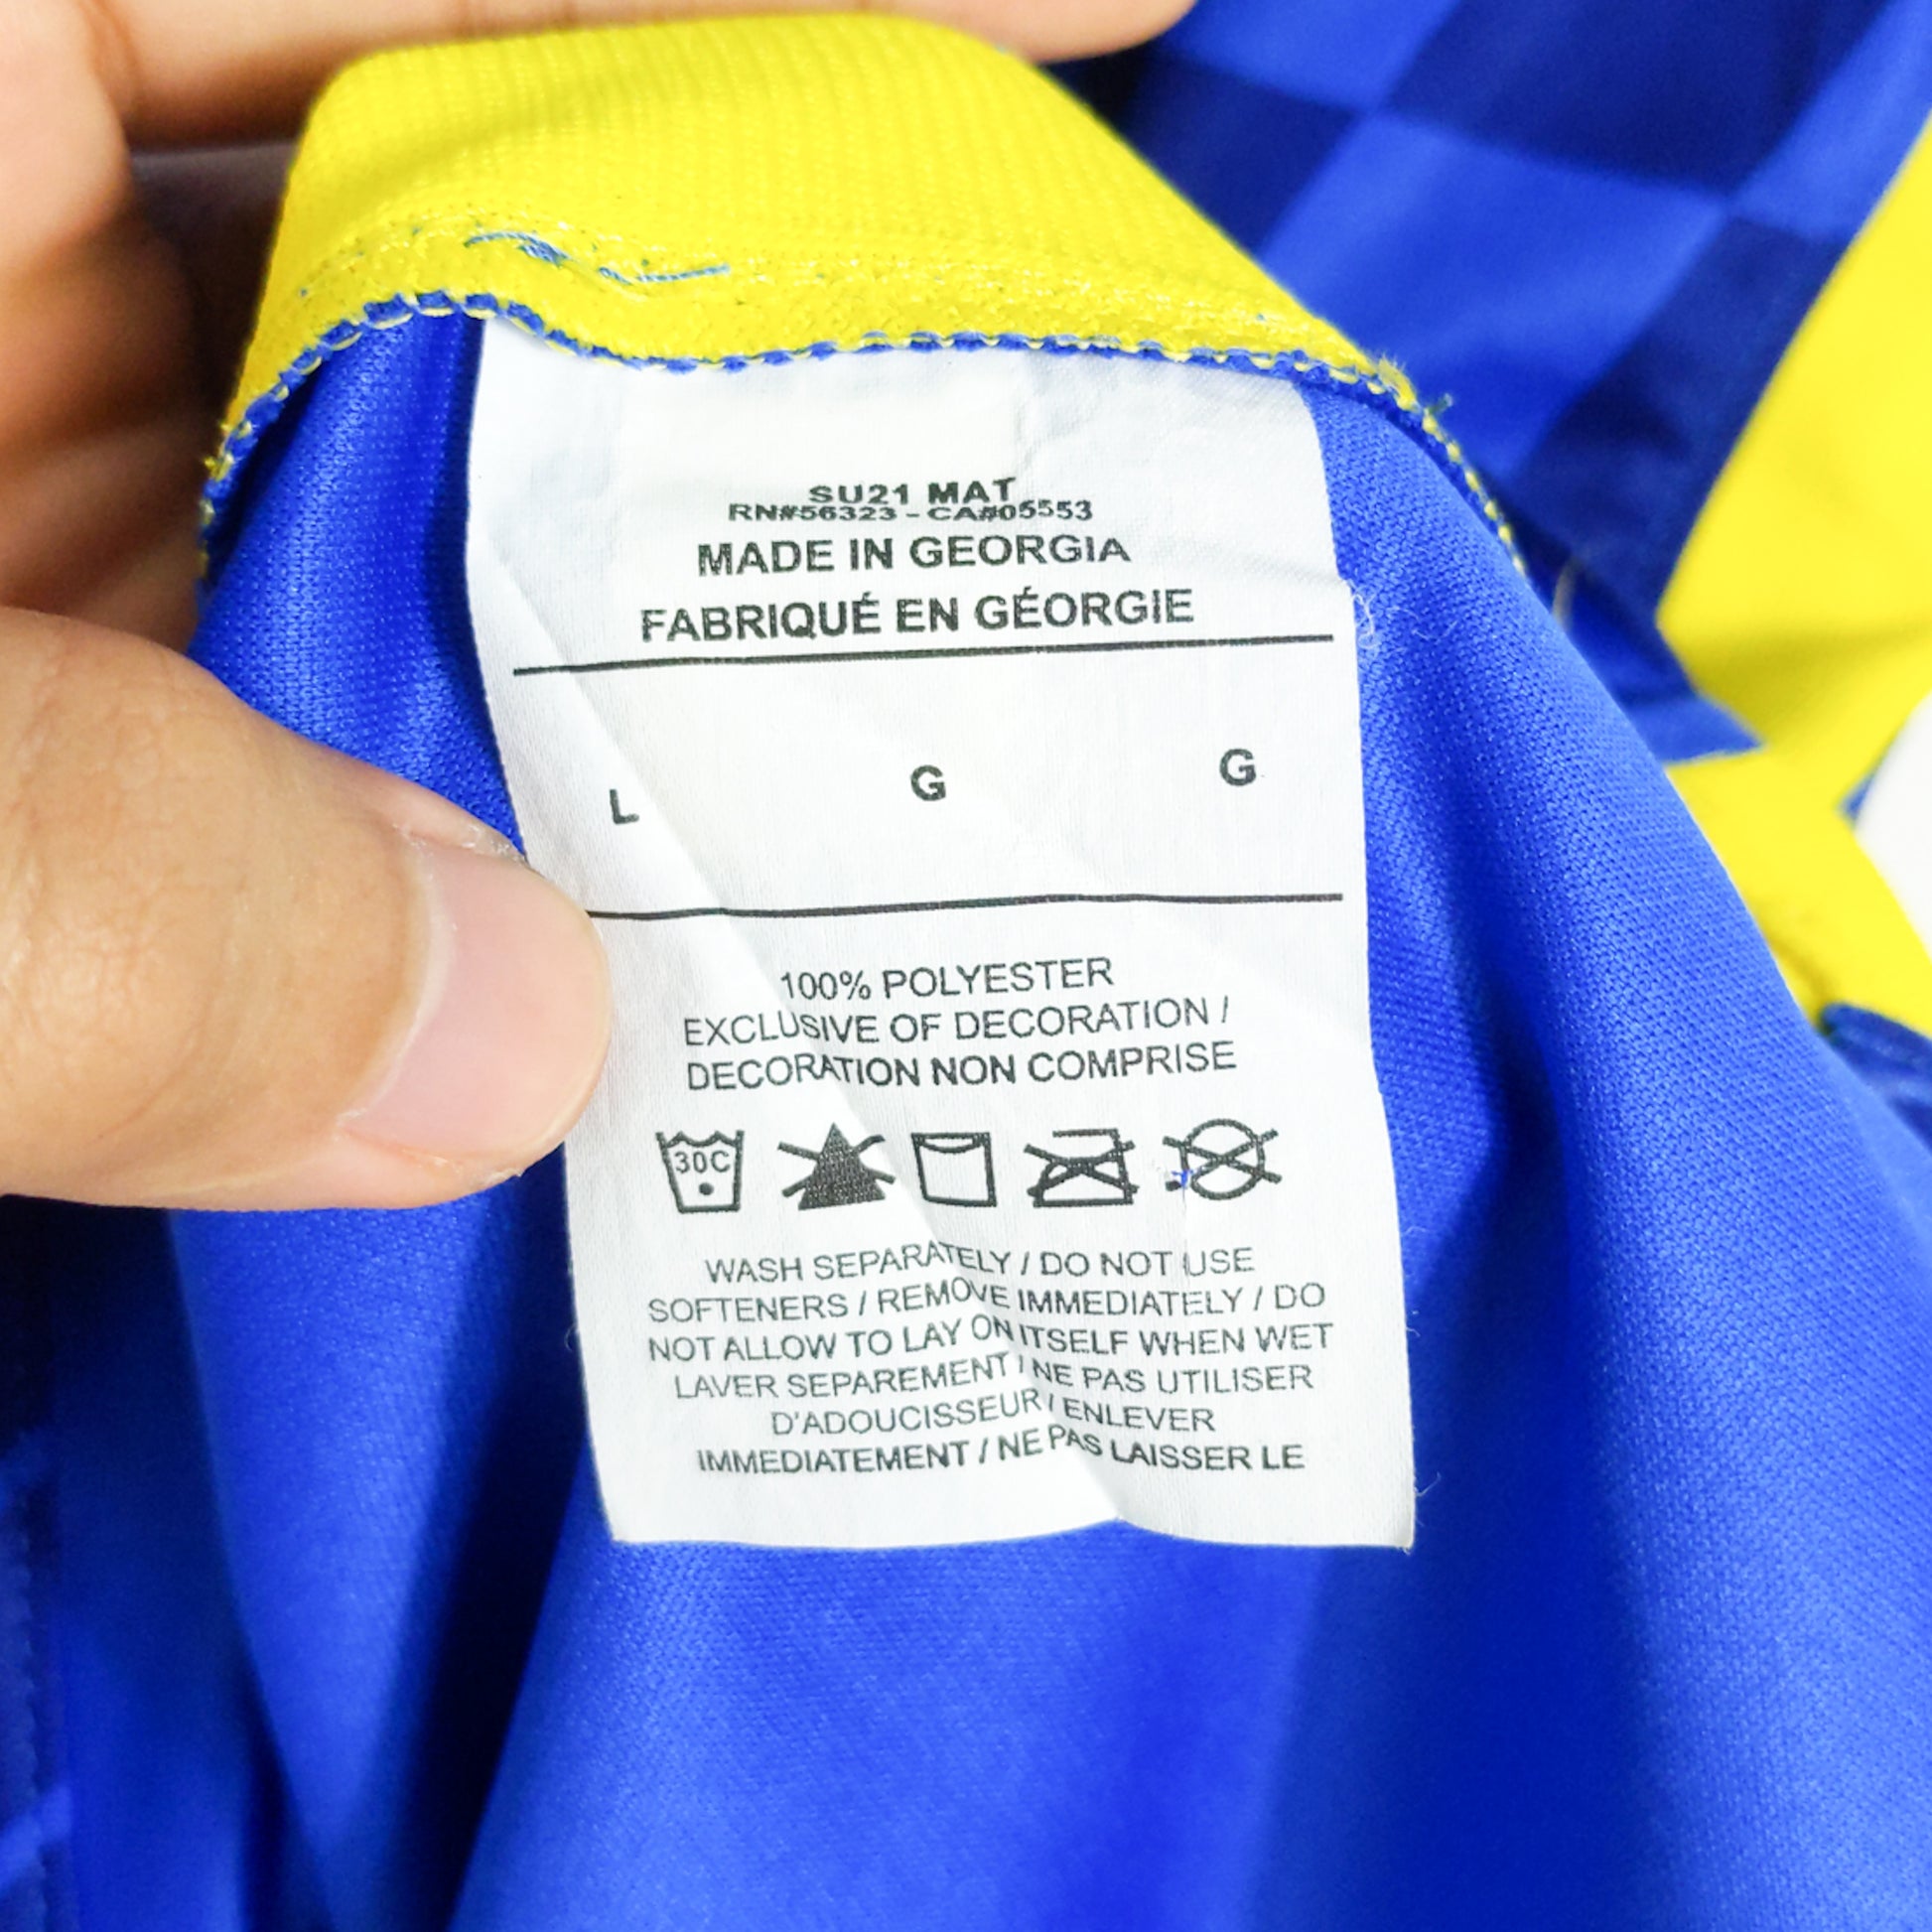 SU21 MAT
RN#56323 - CA#05553
MADE IN GEORGIA
FABRIQUÉ EN GÉORGIE
L G G
100% POLYESTER
EXCLUSIVE OF DECORATION /
DECORATION NON COMPRISE
30C
WASH SEPARATELY / DO NOT USE
SOFTENERS / REMOVE IMMEDIATELY / DO
NOT ALLOW TO LAY ON ITSELF WHEN WET
LAVER SEPAREMENT / NE PAS UTILISER
D'ADOUCISSEUR / ENLEVER
IMMEDIATEMENT / NE PAS LAISSER LE